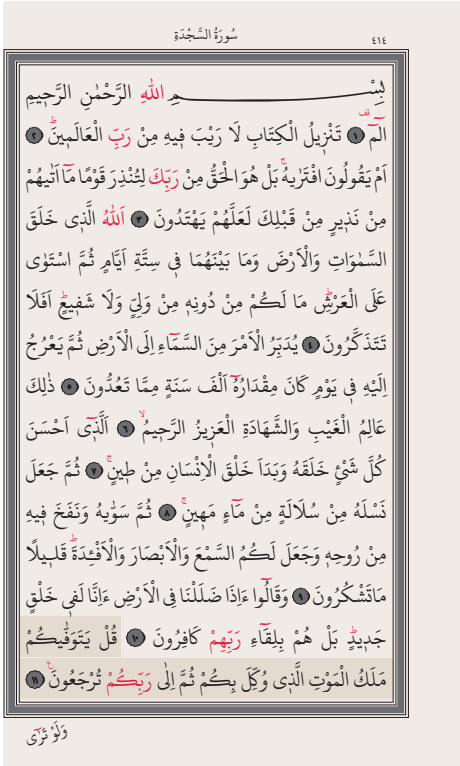 سُورَةُ السَّجْدَةِ
٤١٤
بِسْمِ اللّٰهِ الرَّحْمٰنِ الرَّحٖيمِ
الٓمٓ ﴿١﴾ تَنْزٖيلُ الْكِتَابِ لَا رَيْبَ فٖيهِ مِنْ رَبِّ الْعَالَمٖينَۜ ﴿٢﴾
اَمْ يَقُولُونَ افْتَرٰيهُۚ بَلْ هُوَ الْحَقُّ مِنْ رَبِّكَ لِتُنْذِرَ قَوْمًا مَٓا اَتٰيهُمْ
مِنْ نَذٖيرٍ مِنْ قَبْلِكَ لَعَلَّهُمْ يَهْتَدُونَ ﴿٣﴾ اَللّٰهُ الَّذٖى خَلَقَ
السَّمٰوَاتِ وَالْاَرْضَ وَمَا بَيْنَهُمَا فٖى سِتَّةِ اَيَّامٍ ثُمَّ اسْتَوٰى
عَلَى الْعَرْشِۜ مَا لَكُمْ مِنْ دُونِهٖ مِنْ وَلِىٍّ وَلَا شَفٖيعٍۜ اَفَلَا
تَتَذَكَّرُونَ ﴿٤﴾ يُدَبِّرُ الْاَمْرَ مِنَ السَّمَٓاءِ اِلَى الْاَرْضِ ثُمَّ يَعْرُجُ
اِلَيْهِ فٖى يَوْمٍ كَانَ مِقْدَارُهُٓ اَلْفَ سَنَةٍ مِمَّا تَعُدُّونَ ﴿٥﴾ ذٰلِكَ
عَالِمُ الْغَيْبِ وَالشَّهَادَةِ الْعَزٖيزُ الرَّحٖيمُۙ ﴿٦﴾ اَلَّذٖٓى اَحْسَنَ
كُلَّ شَىْءٍ خَلَقَهُ وَبَدَاَ خَلْقَ الْاِنْسَانِ مِنْ طٖينٍۚ ﴿٧﴾ ثُمَّ جَعَلَ
نَسْلَهُ مِنْ سُلَالَةٍ مِنْ مَٓاءٍ مَهٖينٍۚ ﴿٨﴾ ثُمَّ سَوّٰيهُ وَنَفَخَ فٖيهِ
مِنْ رُوحِهٖ وَجَعَلَ لَكُمُ السَّمْعَ وَالْاَبْصَارَ وَالْاَفْـِٔدَةَۜ قَلٖيلًا
مَا تَشْكُرُونَ ﴿٩﴾ وَقَالُٓوا ءَاِذَا ضَلَلْنَا فِى الْاَرْضِ ءَاِنَّا لَفٖى خَلْقٍ
جَدٖيدٍۜ بَلْ هُمْ بِلِقَٓاءِ رَبِّهِمْ كَافِرُونَ ﴿١٠﴾ قُلْ يَتَوَفّٰيكُمْ
مَلَكُ الْمَوْتِ الَّذٖى وُكِّلَ بِكُمْ ثُمَّ اِلٰى رَبِّكُمْ تُرْجَعُونَ۟ ﴿١١﴾
وَلَوْ تَرٰٓى